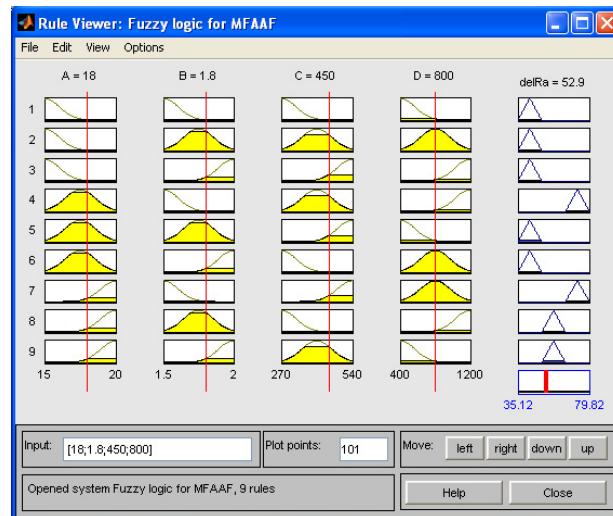 Rule Viewer: Fuzzy logic for MFAAF
File Edit View Options
A = 18 B = 1.8 C = 450 D = 800 delRa = 52.9
1
2
3
4
5
6
7
8
9
15 20 1.5 2 270 540 400 1200
35.12 79.82
Input: [18;1.8;450;800] Plot points: 101 Move: left right down up
Opened system Fuzzy logic for MFAAF, 9 rules Help Close